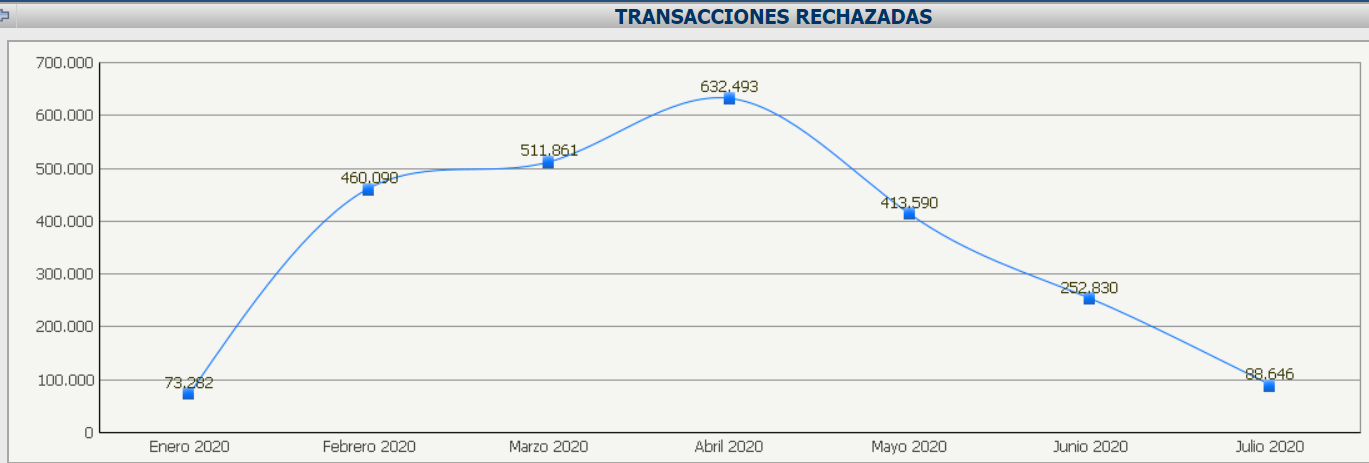 TRANSACCIONES RECHAZADAS
700.000
600.000
500.000
400.000
300.000
200.000
100.000
0
73.282
460.090
511.861
632.493
413.590
252.830
88.646
Enero 2020
Febrero 2020
Marzo 2020
Abril 2020
Mayo 2020
Junio 2020
Julio 2020